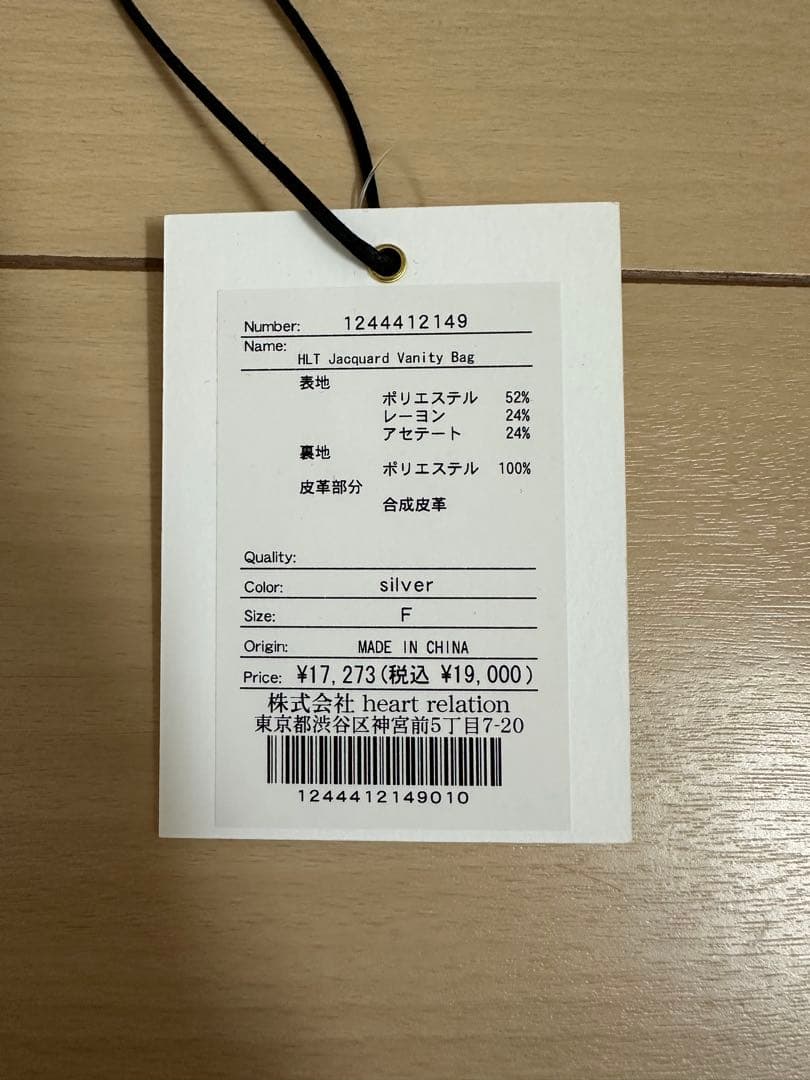 Number: 1244412149
Name: HLT Jacquard Vanity Bag
表地
ポリエステル 52%
レーヨン 24%
アセテート 24%
裏地
ポリエステル 100%
皮革部分
合成皮革
Quality:
Color: silver
Size: F
Origin: MADE IN CHINA
Price: ¥17,273(税込 ¥19,000)
株式会社 heart relation
東京都渋谷区神宮前5丁目7-20
1244412149010